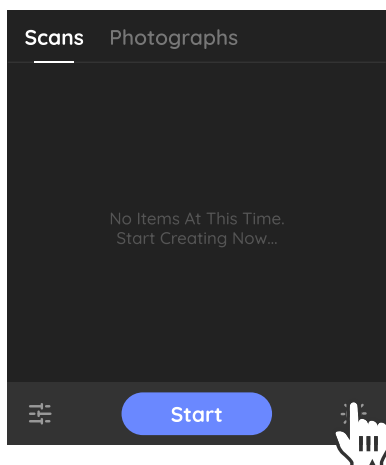 Scans Photographs
No Items At This Time.
Start Creating Now...
Start